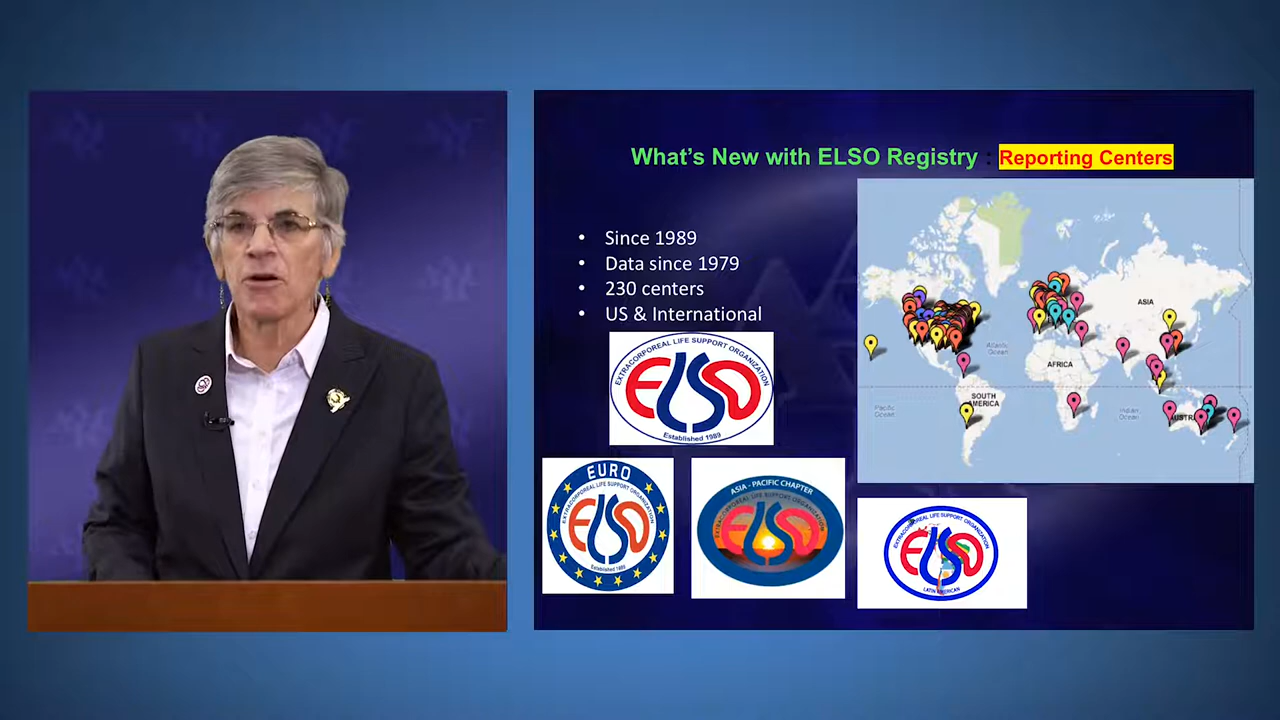 What's New with ELSO Registry : Reporting Centers
• Since 1989
• Data since 1979
• 230 centers
• US & International
EXTRACORPOREAL LIFE SUPPORT ORGANIZATION
ELSO
Established 1989
EURO
EXTRACORPOREAL LIFE SUPPORT ORGANIZATION
ELSO
Established 1989
ASIA - PACIFIC CHAPTER
EXTRACORPOREAL LIFE SUPPORT ORGANIZATION
ELSO
EXTRACORPOREAL LIFE SUPPORT ORGANIZATION
ELSO
LATIN AMERICAN
ASIA
Atlantic
Ocean
AFRICA
SOUTH
AMERICA
Pacific
Ocean
Indian
Ocean